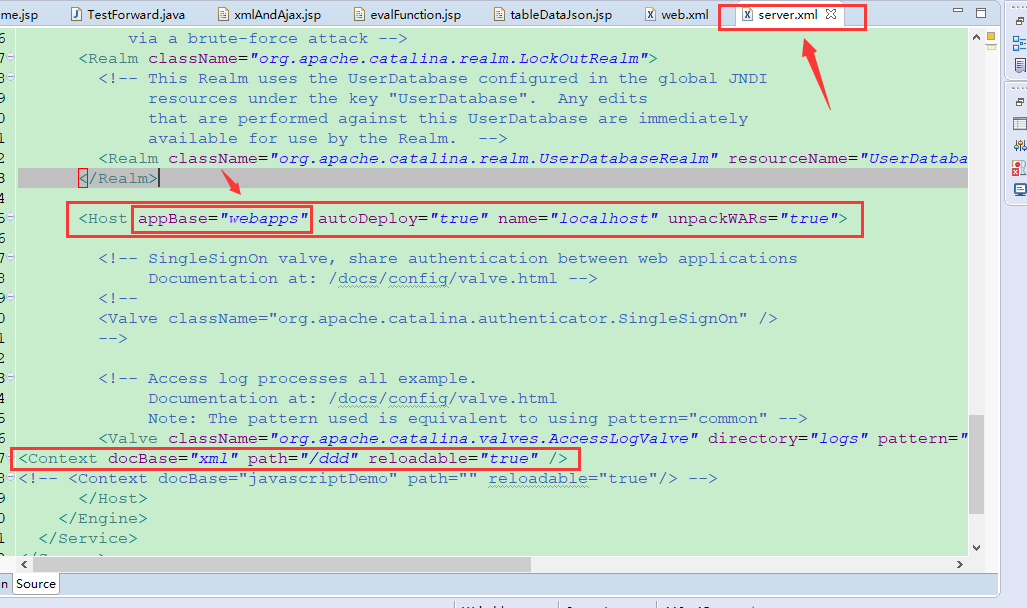 me.jsp TestForward.java xmlAndAjax.jsp evalFunction.jsp tableDataJson.jsp web.xml server.xml
via a brute-force attack -->
<Realm className="org.apache.catalina.realm.LockOutRealm">
<!-- This Realm uses the UserDatabase configured in the global JNDI
resources under the key "UserDatabase". Any edits
that are performed against this UserDatabase are immediately
available for use by the Realm. -->
<Realm className="org.apache.catalina.realm.UserDatabaseRealm" resourceName="UserDataba
</Realm>
<Host appBase="webapps" autoDeploy="true" name="localhost" unpackWARs="true">
<!-- SingleSignOn valve, share authentication between web applications
Documentation at: /docs/config/valve.html -->
<!--
<Valve className="org.apache.catalina.authenticator.SingleSignOn" />
-->
<!-- Access log processes all example.
Documentation at: /docs/config/valve.html
Note: The pattern used is equivalent to using pattern="common" -->
<Valve className="org.apache.catalina.valves.AccessLogValve" directory="logs" pattern="
<Context docBase="xml" path="/ddd" reloadable="true" />
<!-- <Context docBase="javascriptDemo" path="" reloadable="true"/> -->
</Host>
</Engine>
</Service>
n Source